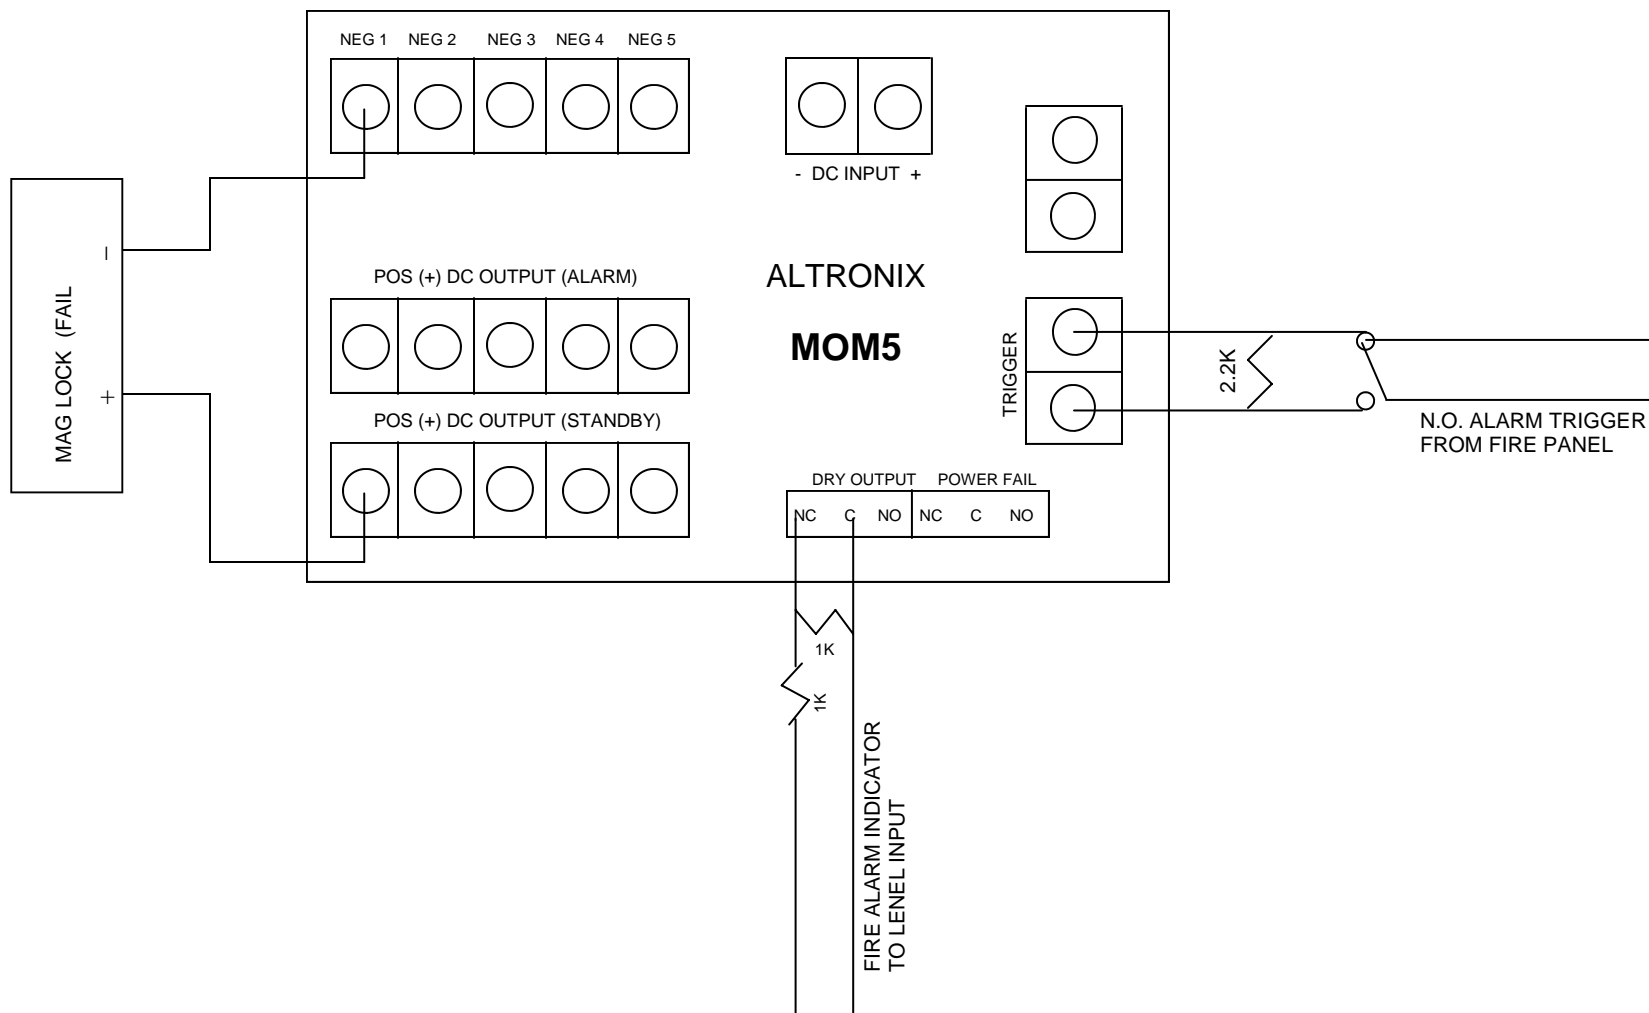 NEG 1 NEG 2 NEG 3 NEG 4 NEG 5
- DC INPUT +
MAG LOCK (FAIL
-
+
POS (+) DC OUTPUT (ALARM)
ALTRONIX
MOM5
POS (+) DC OUTPUT (STANDBY)
TRIGGER
2.2K
N.O. ALARM TRIGGER
FROM FIRE PANEL
DRY OUTPUT POWER FAIL
NC C NO NC C NO
1K
1K
FIRE ALARM INDICATOR
TO LENEL INPUT